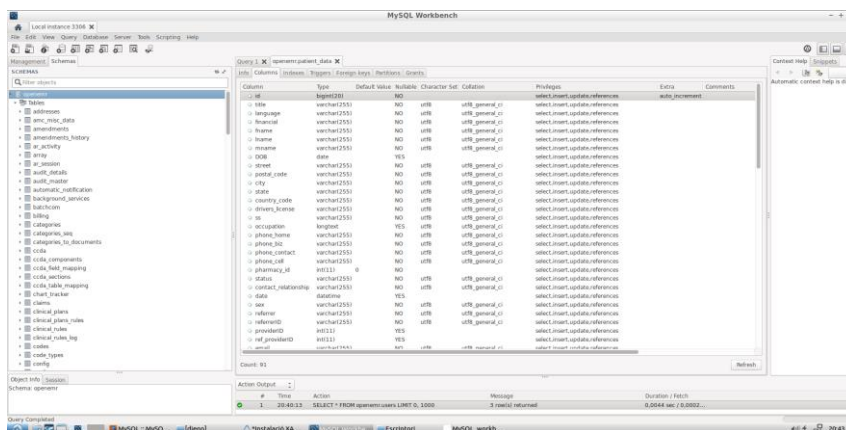 MySQL Workbench
Local instance 3306
File Edit View Query Database Server Tools Scripting Help
Management Schemas
SCHEMAS
Filter objects
openemr
Tables
addresses
amc_misc_data
amendments
amendments_history
ar_activity
array
ar_session
audit_details
audit_master
automatic_notification
background_services
batchcom
billing
categories
categories_seq
categories_to_documents
ccda
ccda_components
ccda_field_mapping
ccda_sections
ccda_table_mapping
chart_tracker
claims
clinical_plans
clinical_plans_rules
clinical_rules
clinical_rules_log
codes
code_types
config
Object Info Session
Schema: openemr
Query 1 openemr.patient_data
Info Columns Indexes Triggers Foreign keys Partitions Grants
Column Type Default Value Nullable Character Set Collation Privileges Extra Comments
id bigint(20) NO select,insert,update,references auto_increment
title varchar(255) NO utf8 utf8_general_ci select,insert,update,references
language varchar(255) NO utf8 utf8_general_ci select,insert,update,references
financial varchar(255) NO utf8 utf8_general_ci select,insert,update,references
fname varchar(255) NO utf8 utf8_general_ci select,insert,update,references
lname varchar(255) NO utf8 utf8_general_ci select,insert,update,references
mname varchar(255) NO utf8 utf8_general_ci select,insert,update,references
DOB date YES select,insert,update,references
street varchar(255) NO utf8 utf8_general_ci select,insert,update,references
postal_code varchar(255) NO utf8 utf8_general_ci select,insert,update,references
city varchar(255) NO utf8 utf8_general_ci select,insert,update,references
state varchar(255) NO utf8 utf8_general_ci select,insert,update,references
country_code varchar(255) NO utf8 utf8_general_ci select,insert,update,references
drivers_license varchar(255) NO utf8 utf8_general_ci select,insert,update,references
ss varchar(255) NO utf8 utf8_general_ci select,insert,update,references
occupation longtext YES utf8 utf8_general_ci select,insert,update,references
phone_home varchar(255) NO utf8 utf8_general_ci select,insert,update,references
phone_biz varchar(255) NO utf8 utf8_general_ci select,insert,update,references
phone_contact varchar(255) NO utf8 utf8_general_ci select,insert,update,references
phone_cell varchar(255) NO utf8 utf8_general_ci select,insert,update,references
pharmacy_id int(11) 0 NO select,insert,update,references
status varchar(255) NO utf8 utf8_general_ci select,insert,update,references
contact_relationship varchar(255) NO utf8 utf8_general_ci select,insert,update,references
date datetime YES select,insert,update,references
sex varchar(255) NO utf8 utf8_general_ci select,insert,update,references
referrer varchar(255) NO utf8 utf8_general_ci select,insert,update,references
referrerID varchar(255) NO utf8 utf8_general_ci select,insert,update,references
providerID int(11) YES select,insert,update,references
ref_providerID int(11) YES select,insert,update,references
email varchar(255) NO utf8 utf8_general_ci select,insert,update,references
Count: 91 Refresh
Action Output
# Time Action Message Duration / Fetch
1 20:40:13 SELECT * FROM openemr.users LIMIT 0, 1000 3 row(s) returned 0,0044 sec / 0,0002...
Context Help Snippets
Automatic context help is di
Query Completed
MySQL :: MySQ... [diego] *Instalació XA... MySQL Workbe... Escriptori MySQL_workb... 20:43